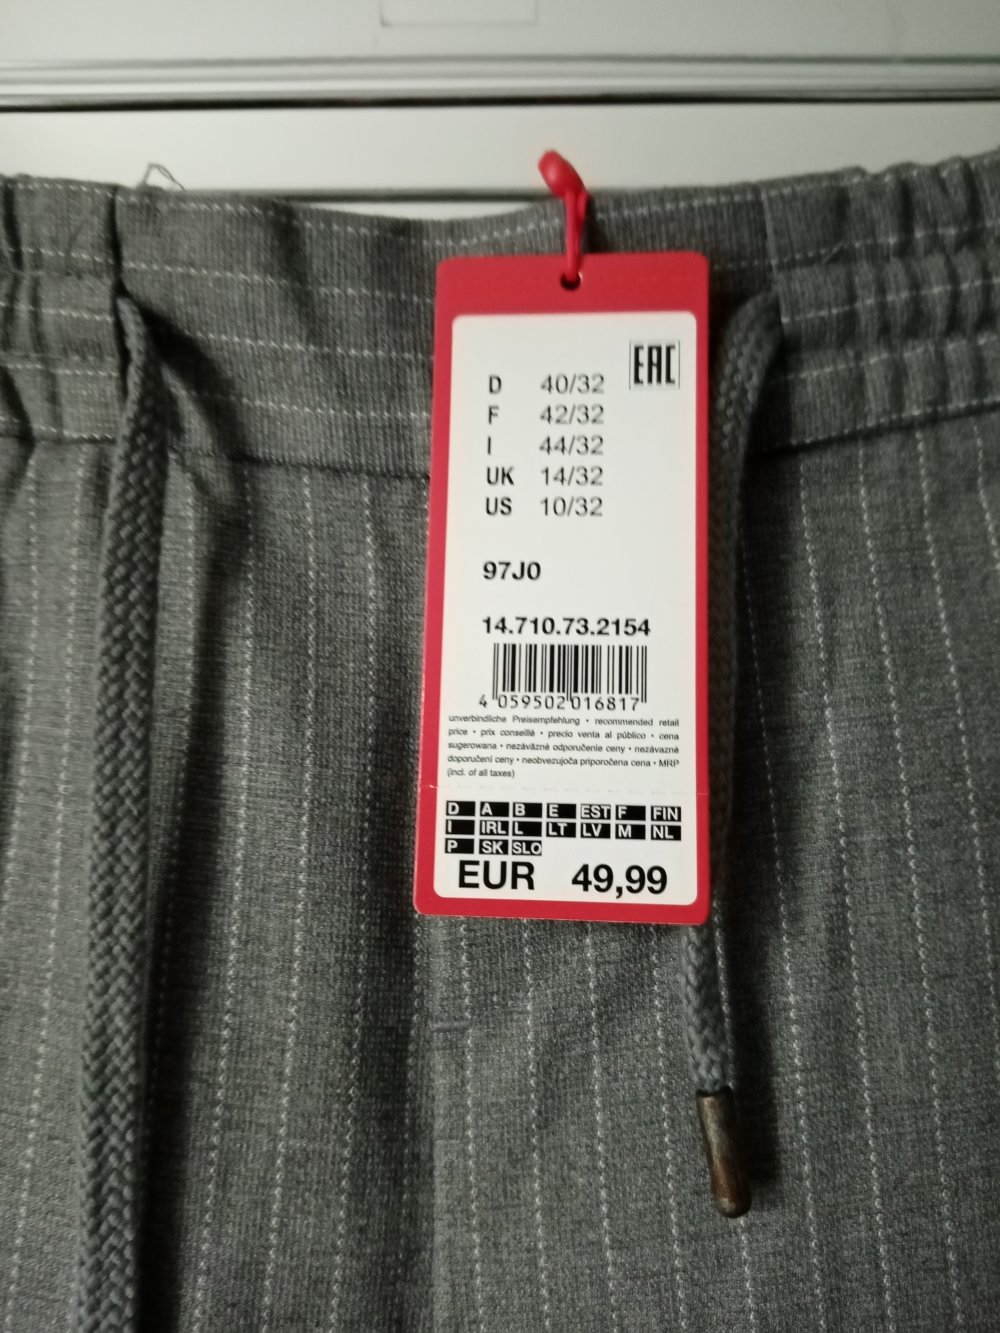 EAC
D 40/32
F 42/32
I 44/32
UK 14/32
US 10/32
97J0
14.710.73.2154
4 059502 016817
unverbindliche Preisempfehlung • recommended retail
price • prix conseillé • precio venta al público • cena
sugerowana • nezáväzné odporučenie ceny • nezávazné
doporučení ceny • neobvezujoča priporočena cena • MRP
(incl. of all taxes)
D A B E EST F FIN
I IRL L LT LV M NL
P SK SLO
EUR 49,99